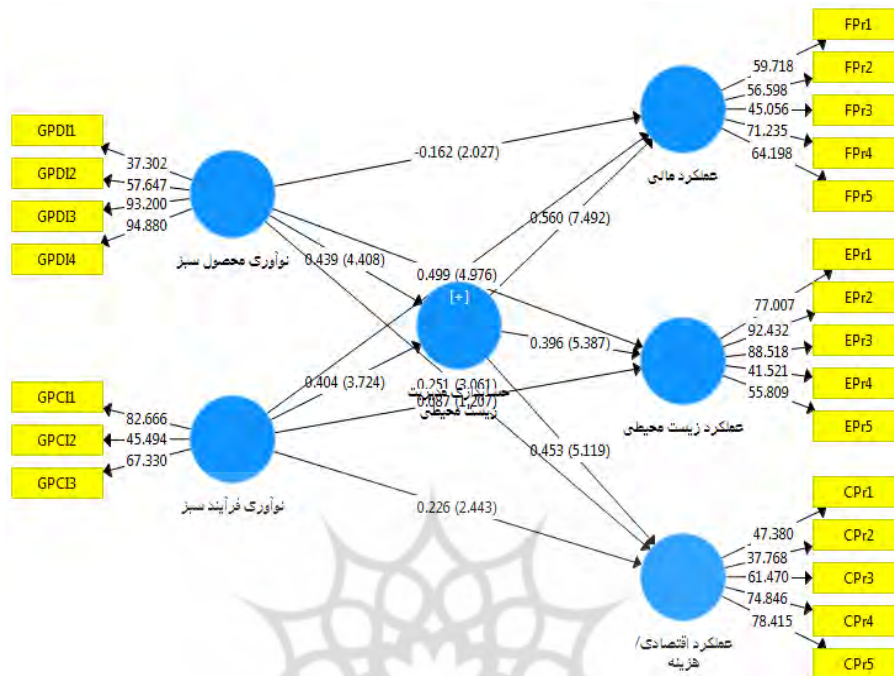 FPr1
59.718
FPr2
56.598
FPr3
45.056
FPr4
71.235
FPr5
64.198
عملکرد مالی
GPDI1
37.302
GPDI2
57.647
GPDI3
93.200
GPDI4
94.880
نوآوری محصول سبز
-0.162 (2.027)
0.560 (7.492)
0.439 (4.408)
0.499 (4.976)
[+]
0.396 (5.387)
0.404 (3.724)
0.251 (3.061)
0.087 (1.207)
حسابداری مدیریت
زیست محیطی
EPr1
77.007
EPr2
92.432
EPr3
88.518
EPr4
41.521
EPr5
55.809
عملکرد زیست محیطی
GPCI1
82.666
GPCI2
45.494
GPCI3
67.330
نوآوری فرآیند سبز
0.453 (5.119)
0.226 (2.443)
CPr1
47.380
CPr2
37.768
CPr3
61.470
CPr4
74.846
CPr5
78.415
عملکرد اقتصادی/
هزینه